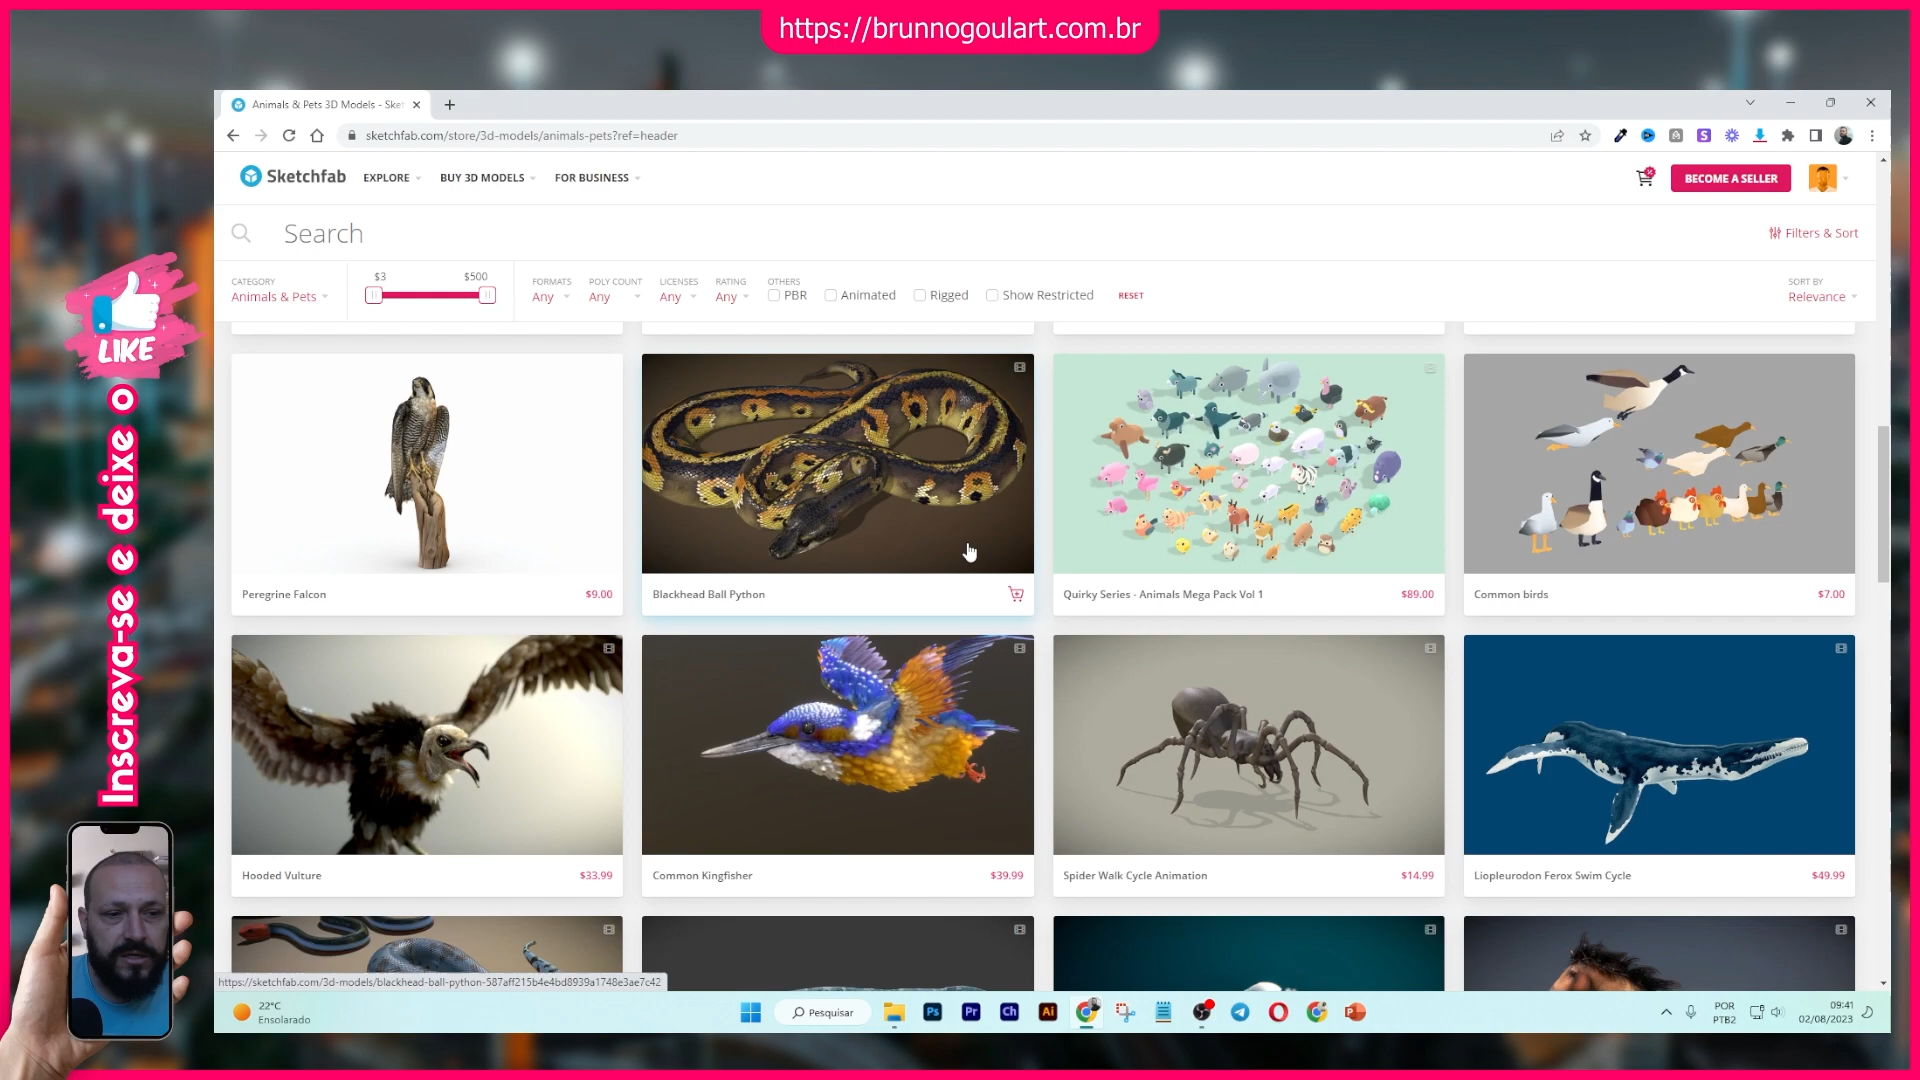 https://brunnogoulart.com.br
Animals & Pets 3D Models - Sket
sketchfab.com/store/3d-models/animals-pets?ref=header
Sketchfab
EXPLORE
BUY 3D MODELS
FOR BUSINESS
BECOME A SELLER
Search
Filters & Sort
CATEGORY
Animals & Pets
$3
$500
FORMATS
Any
POLY COUNT
Any
LICENSES
Any
RATING
Any
OTHERS
PBR
Animated
Rigged
Show Restricted
RESET
SORT BY
Relevance
LIKE
Inscreva-se e deixe o
Peregrine Falcon
$9.00
Blackhead Ball Python
Quirky Series - Animals Mega Pack Vol 1
$89.00
Common birds
$7.00
Hooded Vulture
$33.99
Common Kingfisher
$39.99
Spider Walk Cycle Animation
$14.99
Liopleurodon Ferox Swim Cycle
$49.99
https://sketchfab.com/3d-models/blackhead-ball-python-587aff215b4e4bd8939a1748e3ae7c42
22°C
Ensolarado
Pesquisar
Ps
Pr
Ch
Ai
POR
PTB2
09:41
02/08/2023